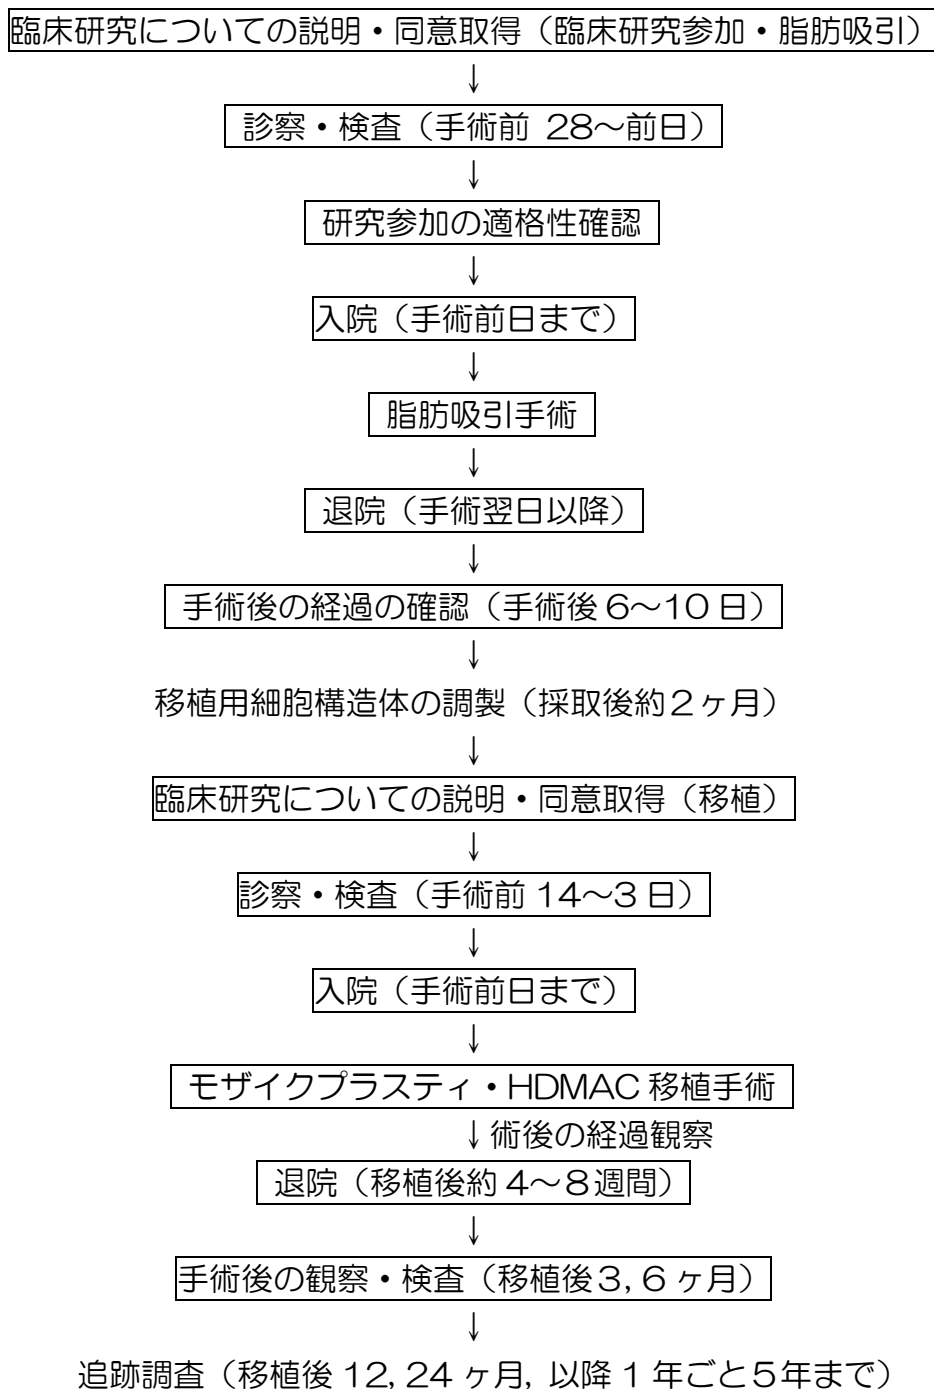 臨床研究についての説明・同意取得（臨床研究参加・脂肪吸引）
↓
診察・検査（手術前 28～前日）
↓
研究参加の適格性確認
↓
入院（手術前日まで）
↓
脂肪吸引手術
↓
退院（手術翌日以降）
↓
手術後の経過の確認（手術後 6～10 日）
↓
移植用細胞構造体の調製（採取後約２ヶ月）
↓
臨床研究についての説明・同意取得（移植）
↓
診察・検査（手術前 14～3 日）
↓
入院（手術前日まで）
↓
モザイクプラスティ・HDMAC 移植手術
↓ 術後の経過観察
退院（移植後約 4～８週間）
↓
手術後の観察・検査（移植後３, 6 ヶ月）
↓
追跡調査（移植後 12, 24 ヶ月, 以降 1 年ごと５年まで）